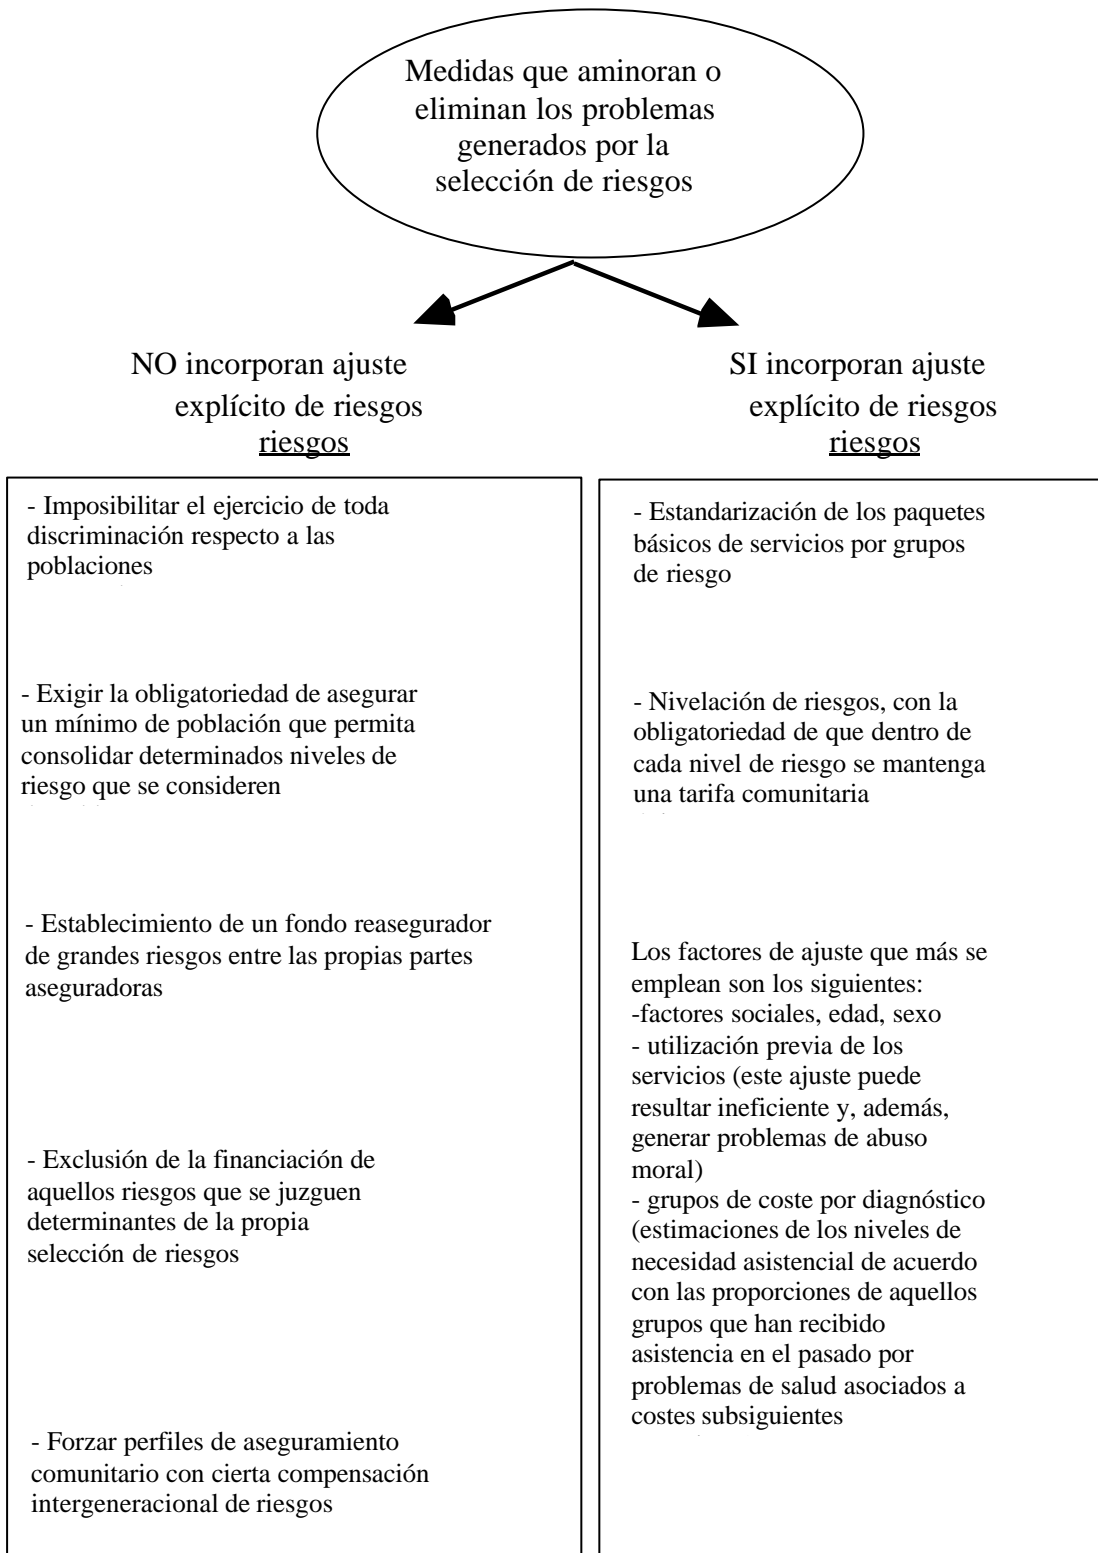 Medidas que aminoran o
eliminan los problemas
generados por la
selección de riesgos
NO incorporan ajuste
explícito de riesgos
riesgos
- Imposibilitar el ejercicio de toda
discriminación respecto a las
poblaciones
- Exigir la obligatoriedad de asegurar
un mínimo de población que permita
consolidar determinados niveles de
riesgo que se consideren
- Establecimiento de un fondo reasegurador
de grandes riesgos entre las propias partes
aseguradoras
- Exclusión de la financiación de
aquellos riesgos que se juzguen
determinantes de la propia
selección de riesgos
- Forzar perfiles de aseguramiento
comunitario con cierta compensación
intergeneracional de riesgos
SI incorporan ajuste
explícito de riesgos
riesgos
- Estandarización de los paquetes
básicos de servicios por grupos
de riesgo
- Nivelación de riesgos, con la
obligatoriedad de que dentro de
cada nivel de riesgo se mantenga
una tarifa comunitaria
Los factores de ajuste que más se
emplean son los siguientes:
-factores sociales, edad, sexo
- utilización previa de los
servicios (este ajuste puede
resultar ineficiente y, además,
generar problemas de abuso
moral)
- grupos de coste por diagnóstico
(estimaciones de los niveles de
necesidad asistencial de acuerdo
con las proporciones de aquellos
grupos que han recibido
asistencia en el pasado por
problemas de salud asociados a
costes subsiguientes